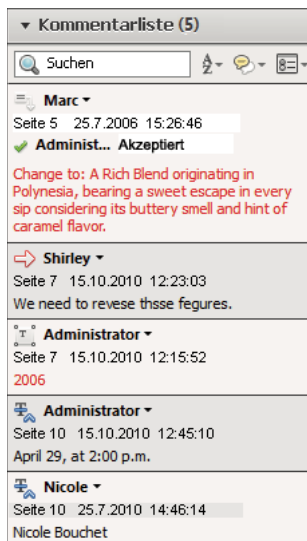 Kommentarliste (5)
Suchen
Marc
Seite 5 25.7.2006 15:26:46
Administ... Akzeptiert
Change to: A Rich Blend originating in
Polynesia, bearing a sweet escape in every
sip considering its buttery smell and hint of
caramel flavor.
Shirley
Seite 7 15.10.2010 12:23:03
We need to revese thsse fegures.
Administrator
Seite 7 15.10.2010 12:15:52
2006
Administrator
Seite 10 15.10.2010 12:45:10
April 29, at 2:00 p.m.
Nicole
Seite 10 25.7.2010 14:46:14
Nicole Bouchet